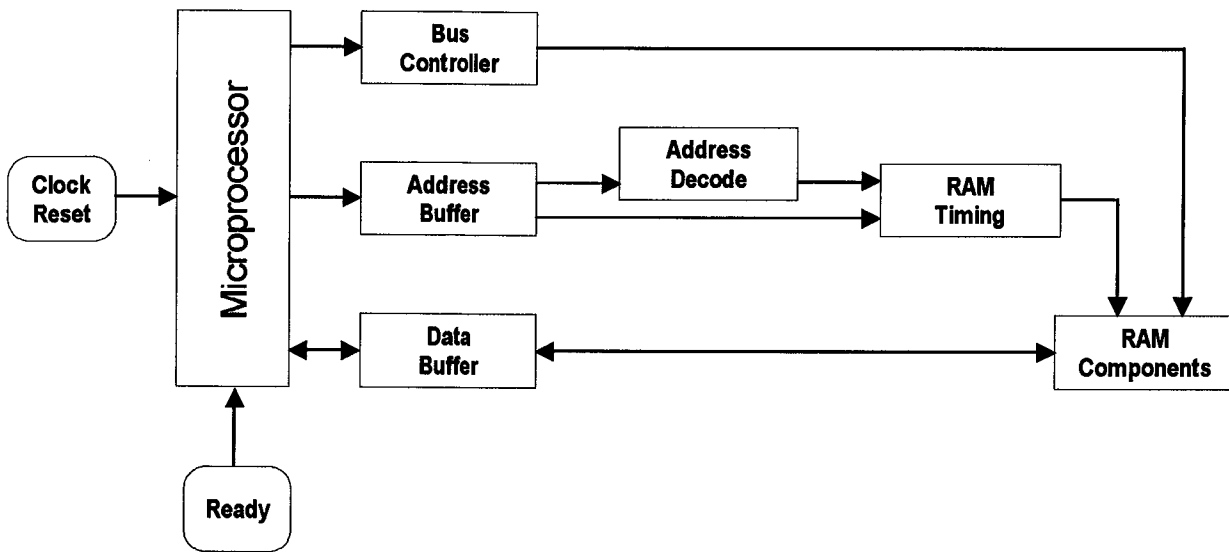 Bus
Controller
Microprocessor
Clock
Reset
Address
Buffer
Address
Decode
RAM
Timing
Data
Buffer
RAM
Components
Ready